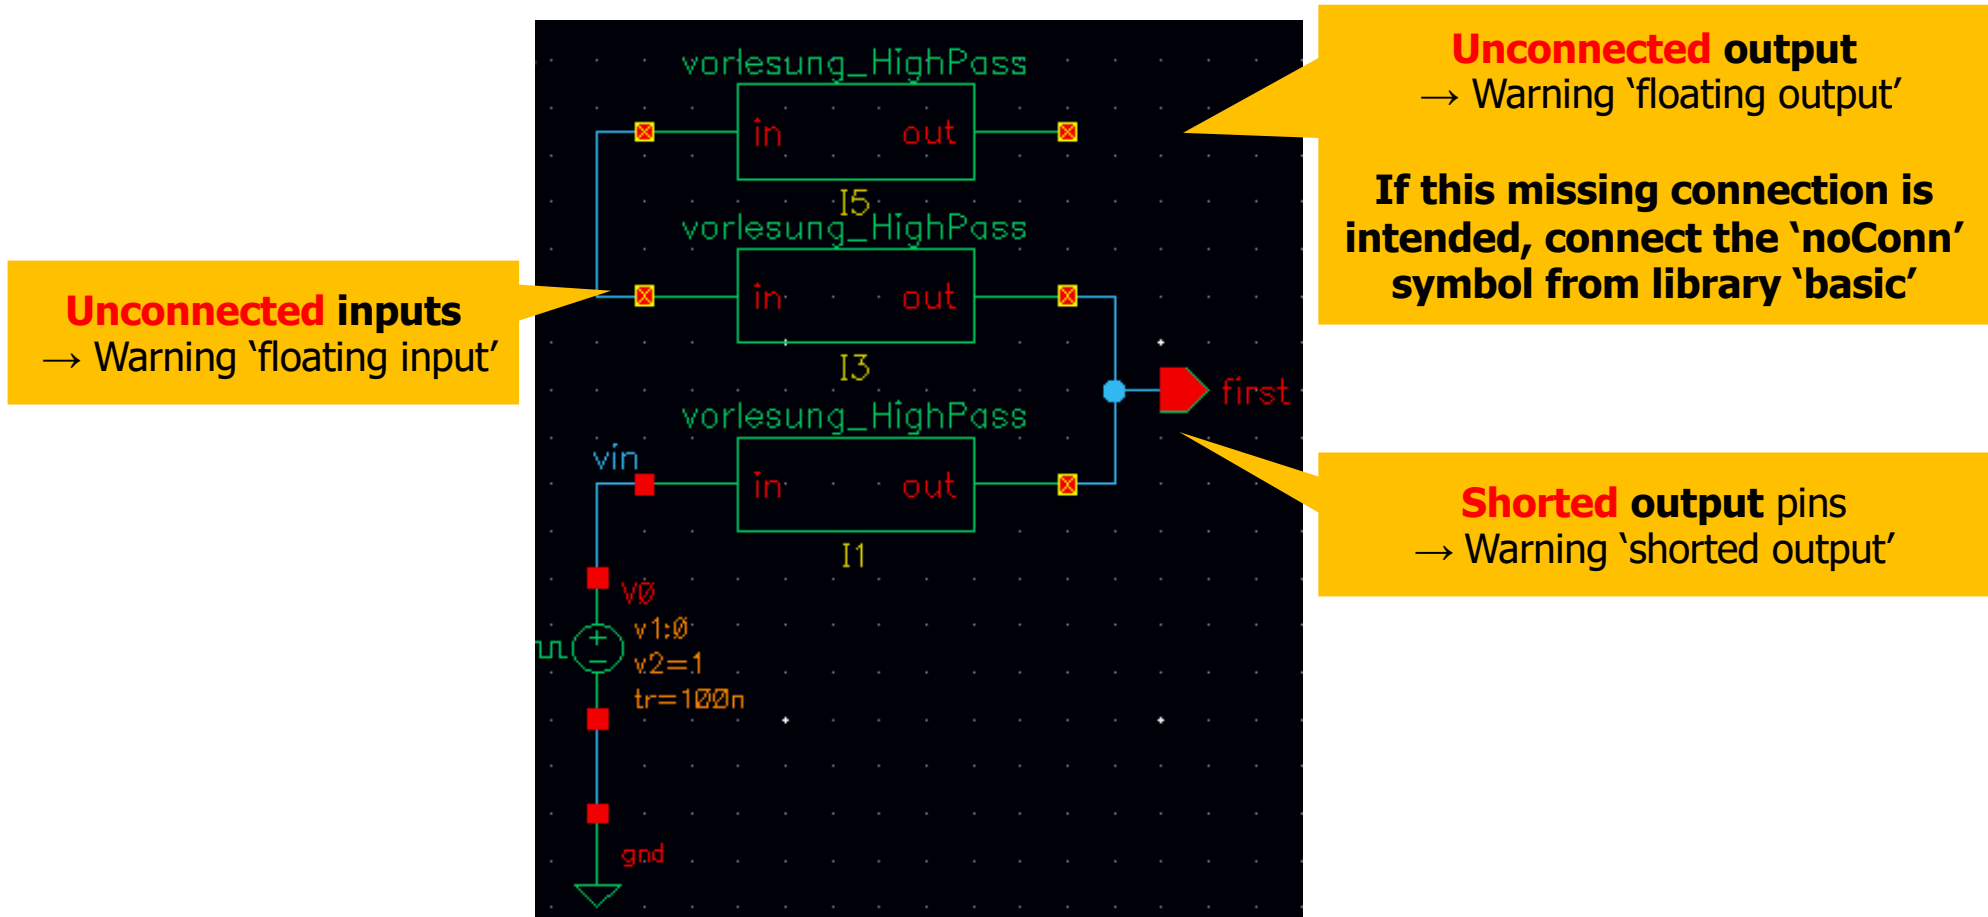 Unconnected output
→ Warning ‘floating output’
If this missing connection is
intended, connect the ‘noConn’
symbol from library ‘basic’
Unconnected inputs
→ Warning ‘floating input’
Shorted output pins
→ Warning ‘shorted output’
vorlesung_HighPass
in out
I5
vorlesung_HighPass
in out
I3
first
vorlesung_HighPass
vin
in out
I1
V0
v1:0
v2=1
tr=100n
gnd